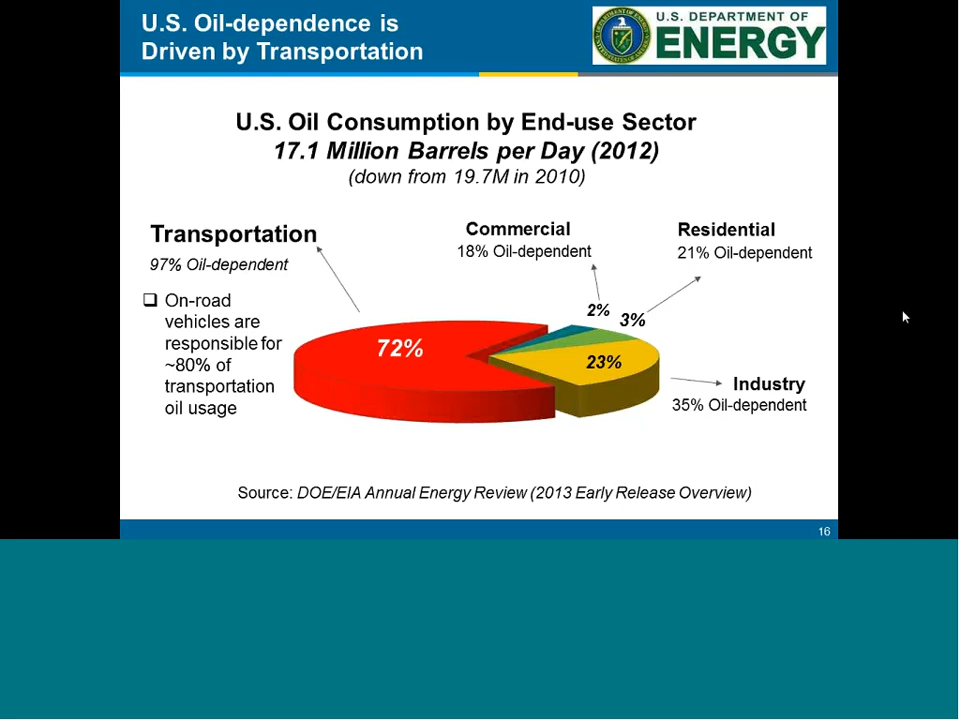 U.S. Oil-dependence is
Driven by Transportation
U.S. DEPARTMENT OF
ENERGY
U.S. Oil Consumption by End-use Sector
17.1 Million Barrels per Day (2012)
(down from 19.7M in 2010)
Transportation
97% Oil-dependent
❑ On-road
vehicles are
responsible for
~80% of
transportation
oil usage
Commercial
18% Oil-dependent
Residential
21% Oil-dependent
2%
3%
72%
23%
Industry
35% Oil-dependent
Source: DOE/EIA Annual Energy Review (2013 Early Release Overview)
16